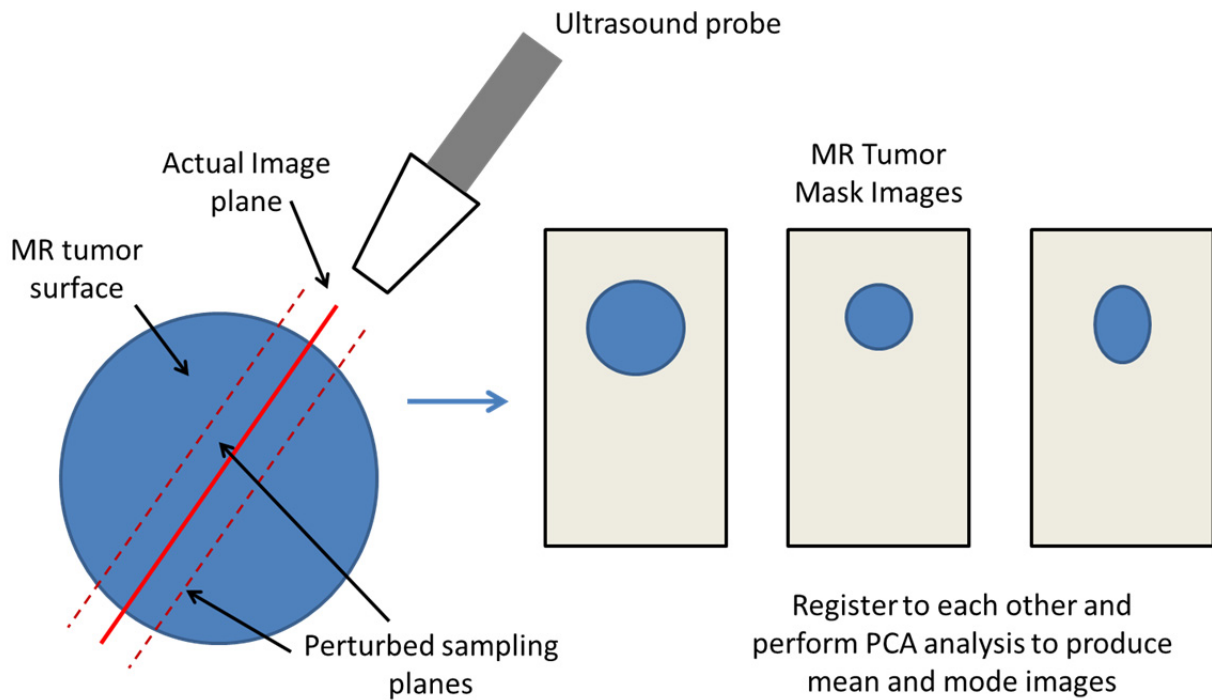 Ultrasound probe
Actual Image
plane
MR tumor
surface
MR Tumor
Mask Images
Perturbed sampling
planes
Register to each other and
perform PCA analysis to produce
mean and mode images